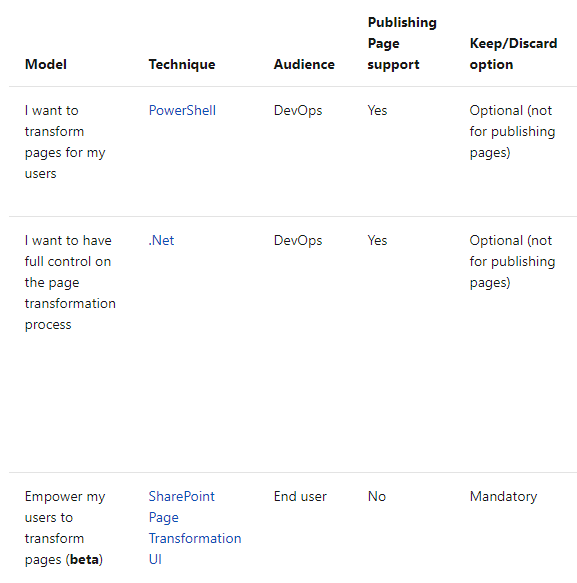 Model Technique Audience Publishing Page support Keep/Discard option
I want to transform pages for my users PowerShell DevOps Yes Optional (not for publishing pages)
I want to have full control on the page transformation process .Net DevOps Yes Optional (not for publishing pages)
Empower my users to transform pages (beta) SharePoint Page Transformation UI End user No Mandatory